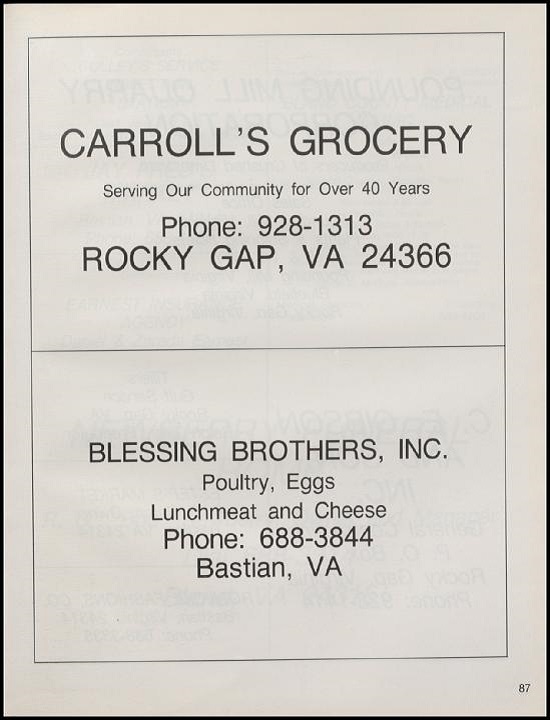 CARROLL'S GROCERY
Serving Our Community for Over 40 Years
Phone: 928-1313
ROCKY GAP, VA 24366
BLESSING BROTHERS, INC.
Poultry, Eggs
Lunchmeat and Cheese
Phone: 688-3844
Bastian, VA
87